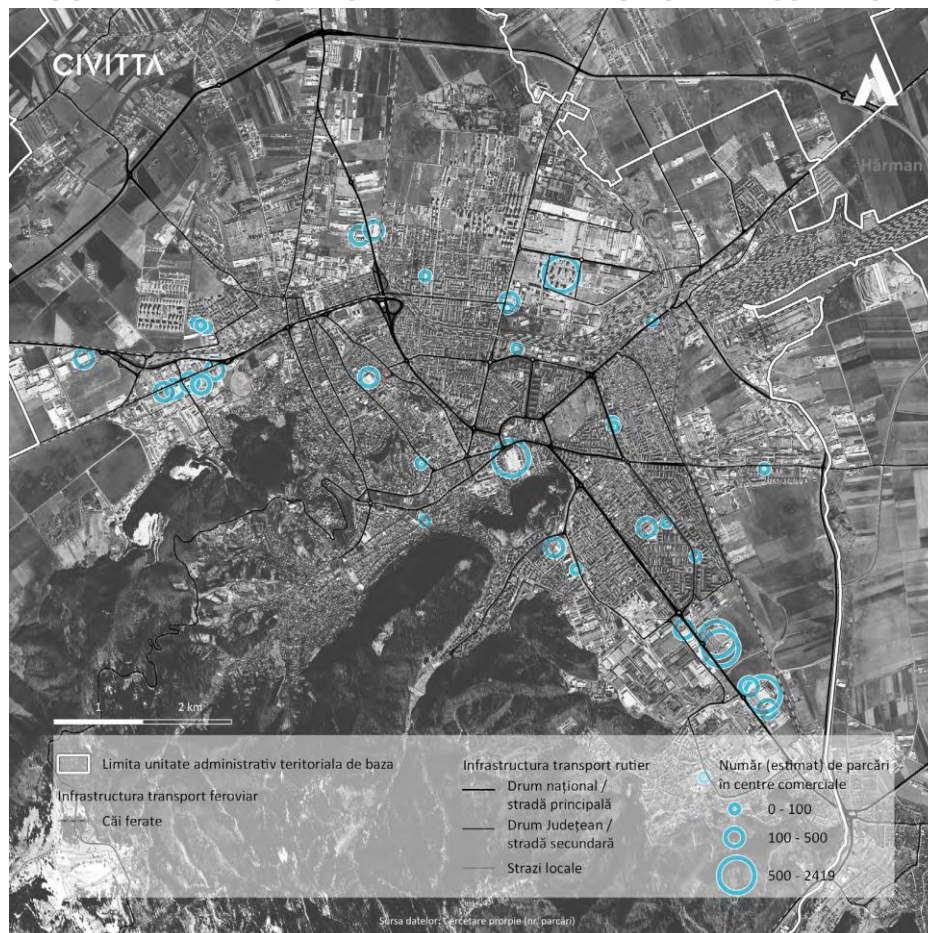 CIVITTA
Hărman
1
2 km
Limita unitate administrativ teritoriala de baza
Infrastructura transport feroviar
Căi ferate
Infrastructura transport rutier
Drum național /
stradă principală
Drum Județean /
stradă secundară
Strazi locale
Număr (estimat) de parcări
în centre comerciale
0 - 100
100 - 500
500 - 2419
Sursa datelor: Cercetare prorpie (nr. parcări)